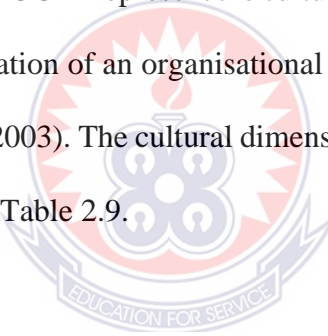 ation of an organisational
2003). The cultural dimens
Table 2.9.
EDUCATION FOR SERVICE